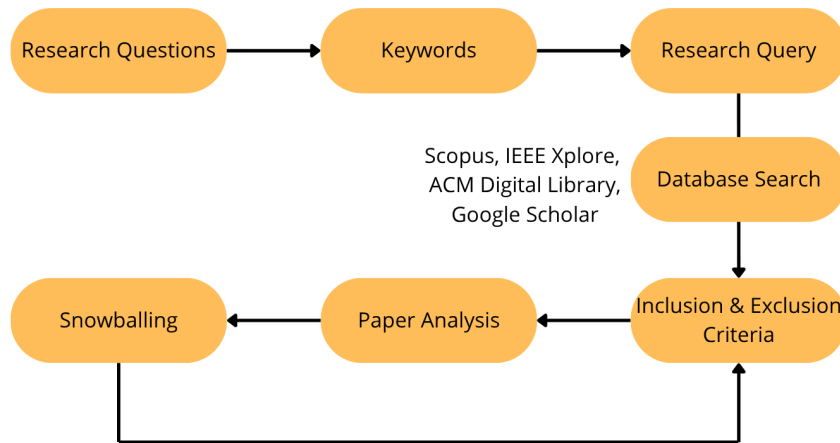 Research Questions
Keywords
Research Query
Scopus, IEEE Xplore,
ACM Digital Library,
Google Scholar
Database Search
Snowballing
Paper Analysis
Inclusion & Exclusion
Criteria